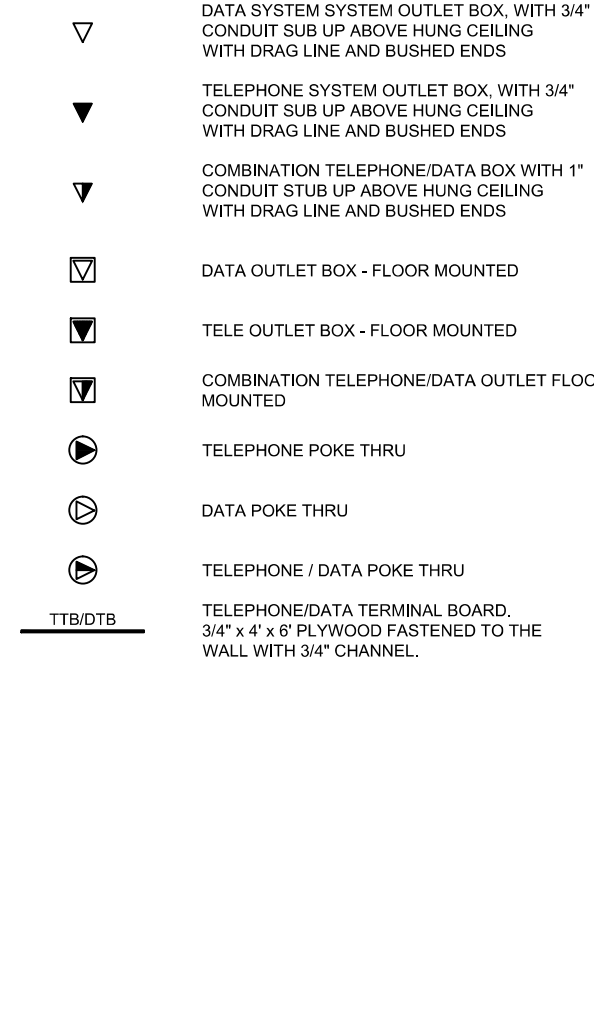 DATA SYSTEM SYSTEM OUTLET BOX, WITH 3/4"
CONDUIT SUB UP ABOVE HUNG CEILING
WITH DRAG LINE AND BUSHED ENDS
TELEPHONE SYSTEM OUTLET BOX, WITH 3/4"
CONDUIT SUB UP ABOVE HUNG CEILING
WITH DRAG LINE AND BUSHED ENDS
COMBINATION TELEPHONE/DATA BOX WITH 1"
CONDUIT STUB UP ABOVE HUNG CEILING
WITH DRAG LINE AND BUSHED ENDS
DATA OUTLET BOX - FLOOR MOUNTED
TELE OUTLET BOX - FLOOR MOUNTED
COMBINATION TELEPHONE/DATA OUTLET
MOUNTED
TELEPHONE POKE THRU
DATA POKE THRU
TELEPHONE / DATA POKE THRU
TTB/DTB
TELEPHONE/DATA TERMINAL BOARD.
3/4" x 4' x 6' PLYWOOD FASTENED TO THE
WALL WITH 3/4" CHANNEL.